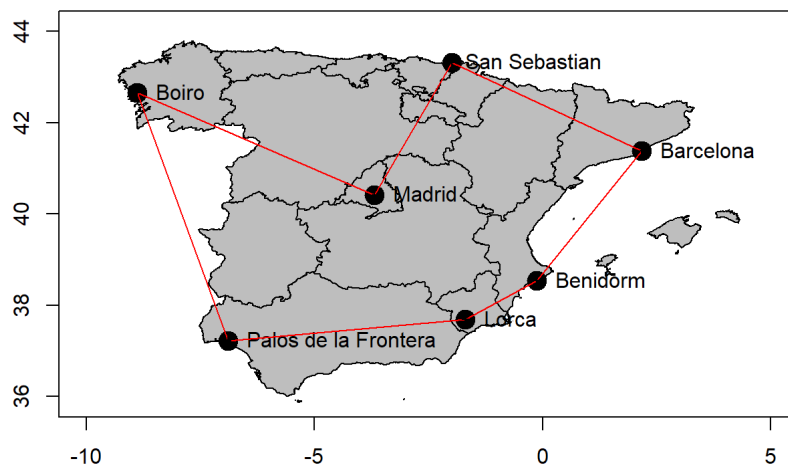 44
San Sebastian
Boiro
42
Barcelona
Madrid
40
Benidorm
38
Lorca
Palos de la Frontera
36
-10
-5
0
5